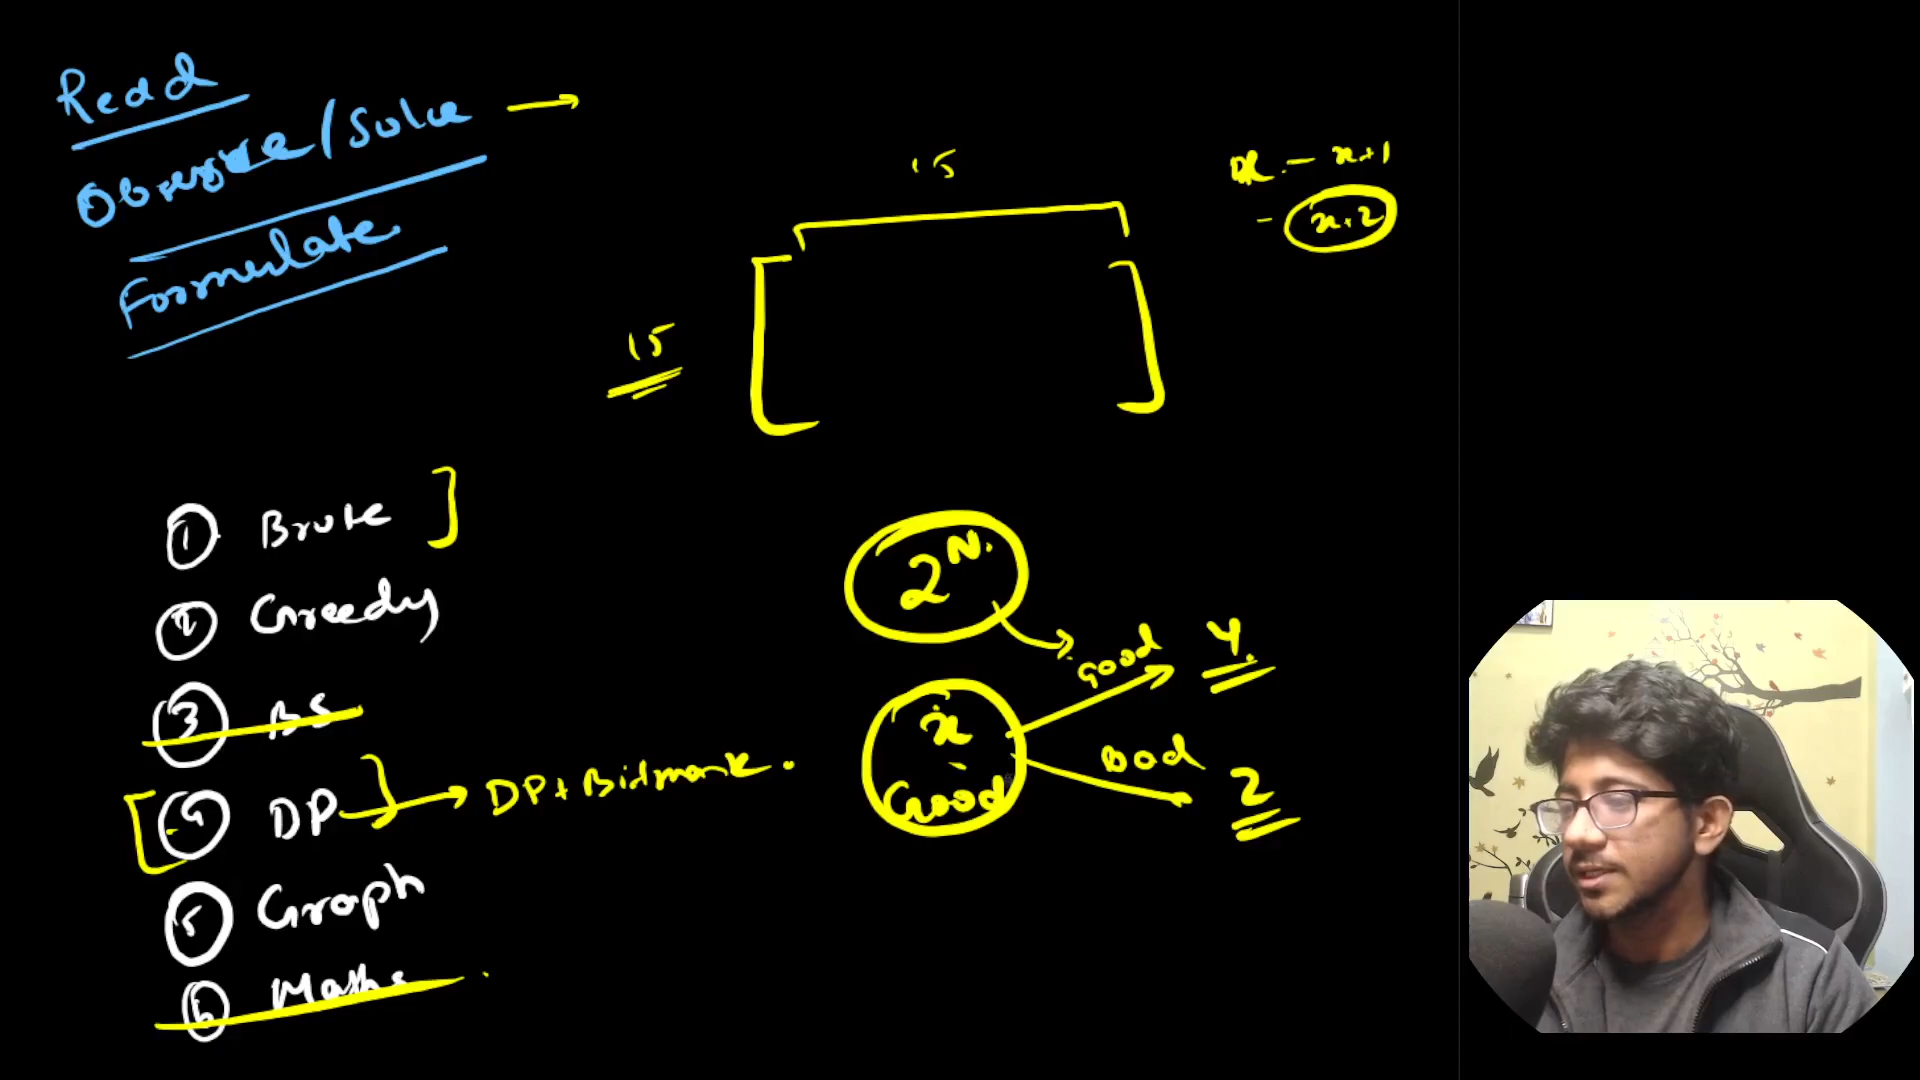 Read
Observe/Solve →
Formulate
15
x - x+1
- x+2
15
① Brute ]
② Greedy
③ BS
[④ DP} → DP+Bitmask.
⑤ Graph
⑥ Maths
2^N.
Good
Y.
x
Good
Bad
Z